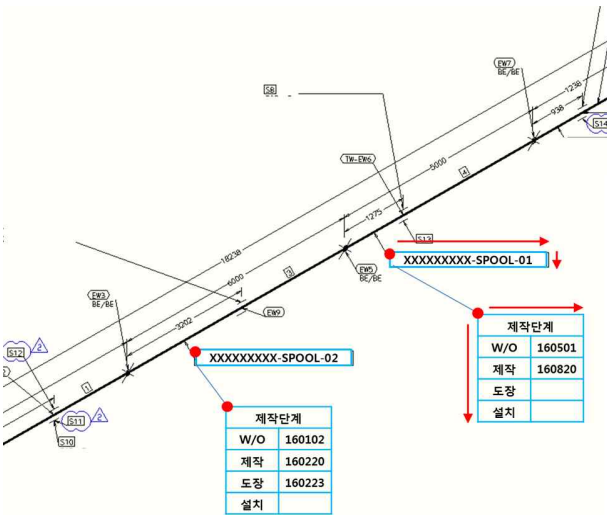 EW7
BE/BE
1238
938
S14
SB
TW-EW6
5000
4
1275
S13
18238
6000
3
XXXXXXXXX-SPOOL-01
EW5
BE/BE
EW3
BE/BE
3202
EW9
제작단계
W/O 160501
제작 160820
도장
설치
S12
2
XXXXXXXXX-SPOOL-02
1
S11
2
S10
제작단계
W/O 160102
제작 160220
도장 160223
설치